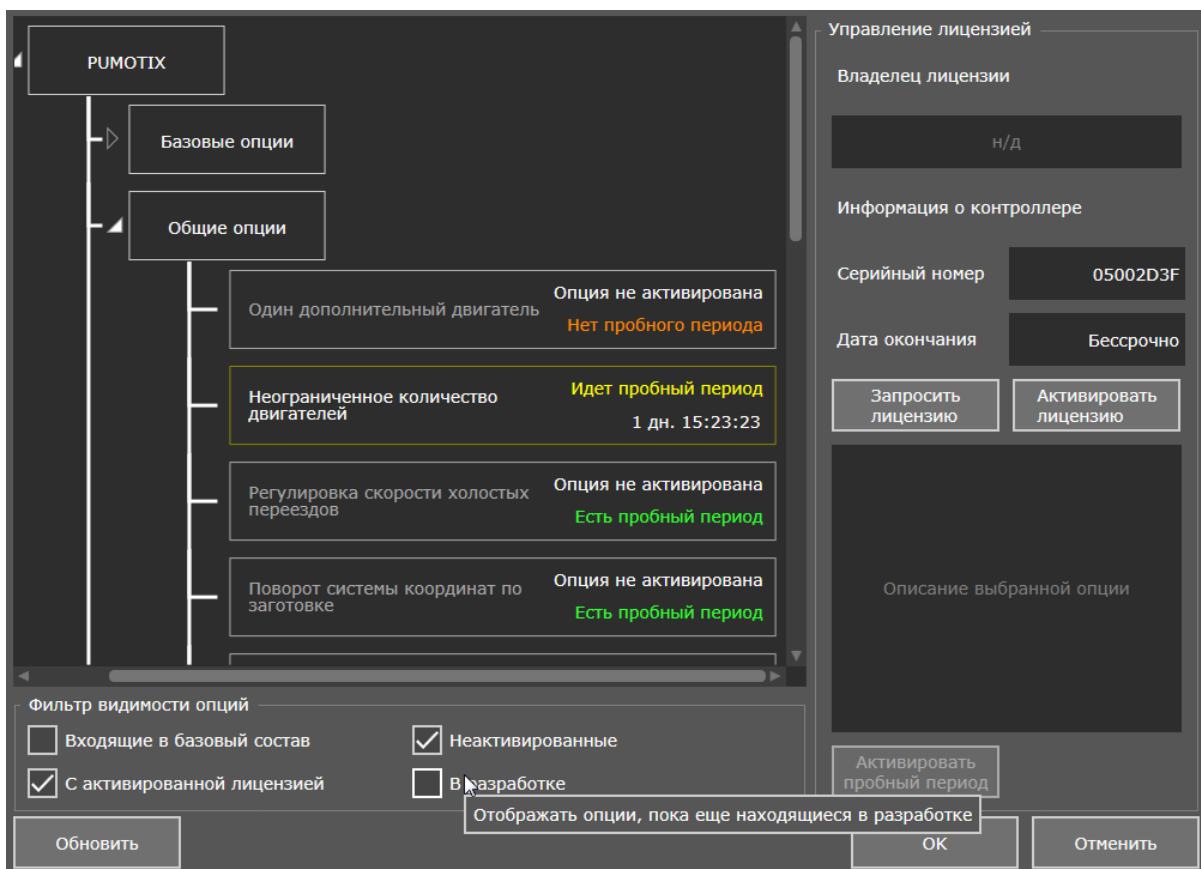 PUMOTIX
Базовые опции
Общие опции
Один дополнительный двигатель
Опция не активирована
Нет пробного периода
Неограниченное количество
двигателей
Идет пробный период
1 дн. 15:23:23
Регулировка скорости холостых
переездов
Опция не активирована
Есть пробный период
Поворот системы координат по
заготовке
Опция не активирована
Есть пробный период
Фильтр видимости опций
Входящие в базовый состав
Неактивированные
С активированной лицензией
В разработке
Отображать опции, пока еще находящиеся в разработке
Управление лицензией
Владелец лицензии
н/д
Информация о контроллере
Серийный номер
05002D3F
Дата окончания
Бессрочно
Запросить
лицензию
Активировать
лицензию
Описание выбранной опции
Активировать
пробный период
Обновить
OK
Отменить